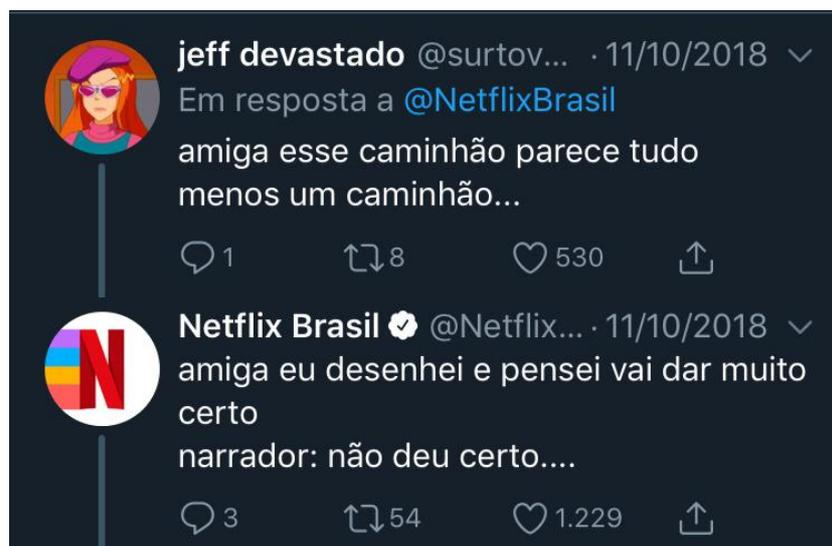 jeff devastado @surtov... · 11/10/2018
Em resposta a @NetflixBrasil
amiga esse caminhão parece tudo
menos um caminhão...
1 8 530
Netflix Brasil @Netflix... · 11/10/2018
amiga eu desenhei e pensei vai dar muito
certo
narrador: não deu certo....
3 54 1.229